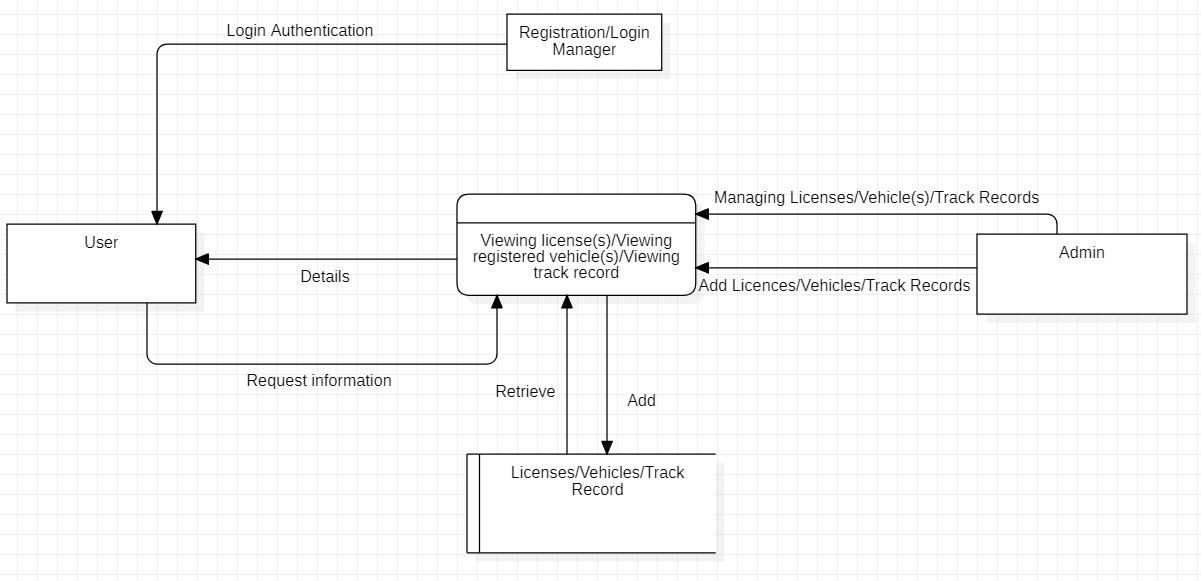 Login Authentication
Registration/Login
Manager
Managing Licenses/Vehicle(s)/Track Records
User
Viewing license(s)/Viewing
registered vehicle(s)/Viewing
track record
Admin
Details
Add Licences/Vehicles/Track Records
Request information
Retrieve
Add
Licenses/Vehicles/Track
Record